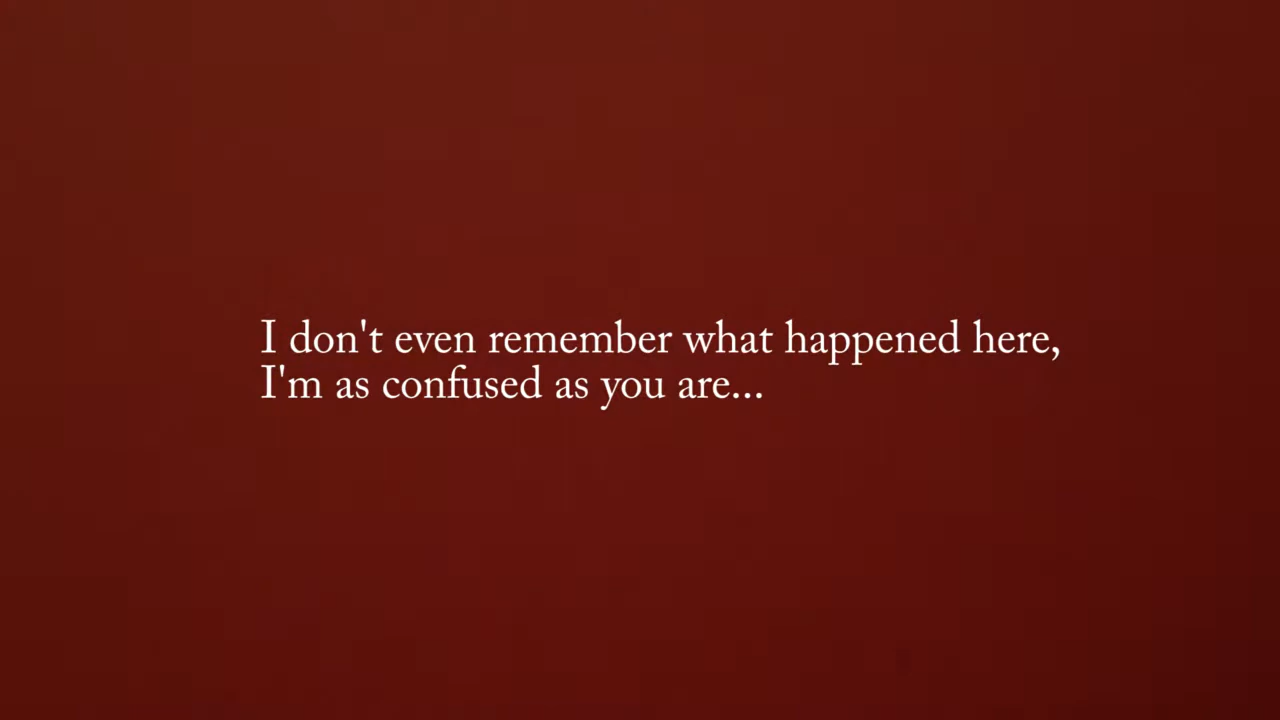 I don't even remember what happened here,
I'm as confused as you are...